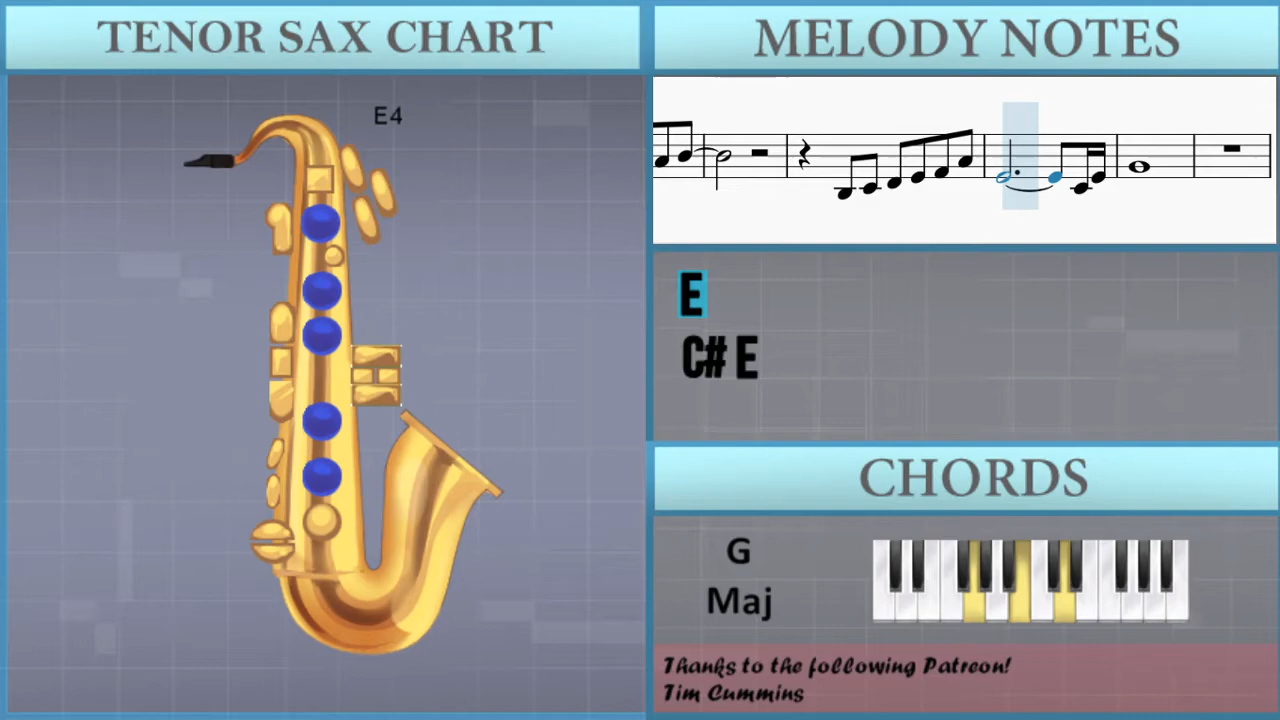 TENOR SAX CHART
E4
MELODY NOTES
E
C# E
CHORDS
G
Maj
Thanks to the following Patreon!
Tim Cummins